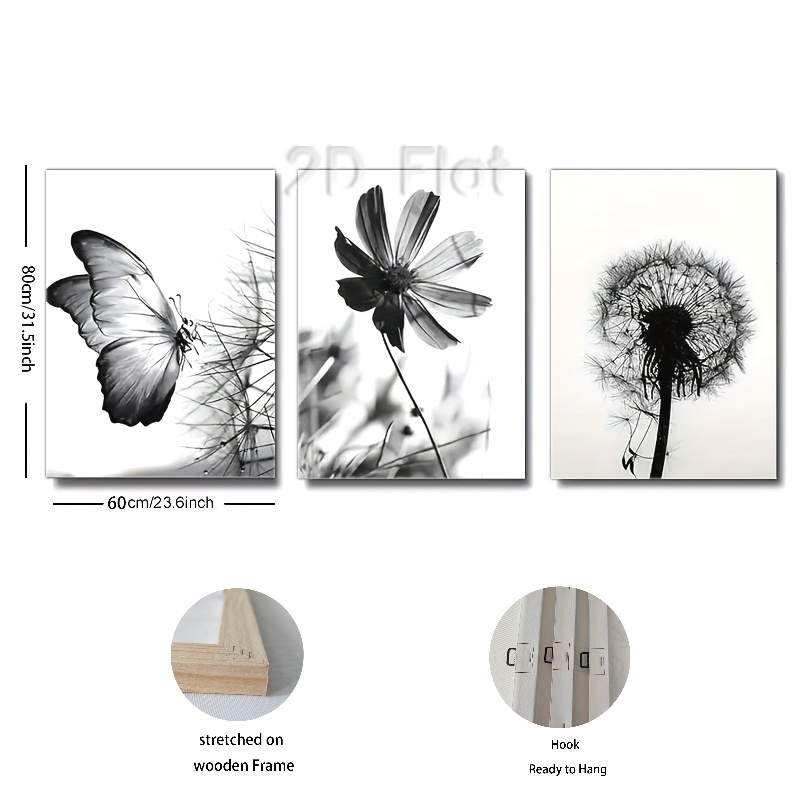 2D Flat
80cm/31.5inch
60cm/23.6inch
stretched on
wooden Frame
Hook
Ready to Hang